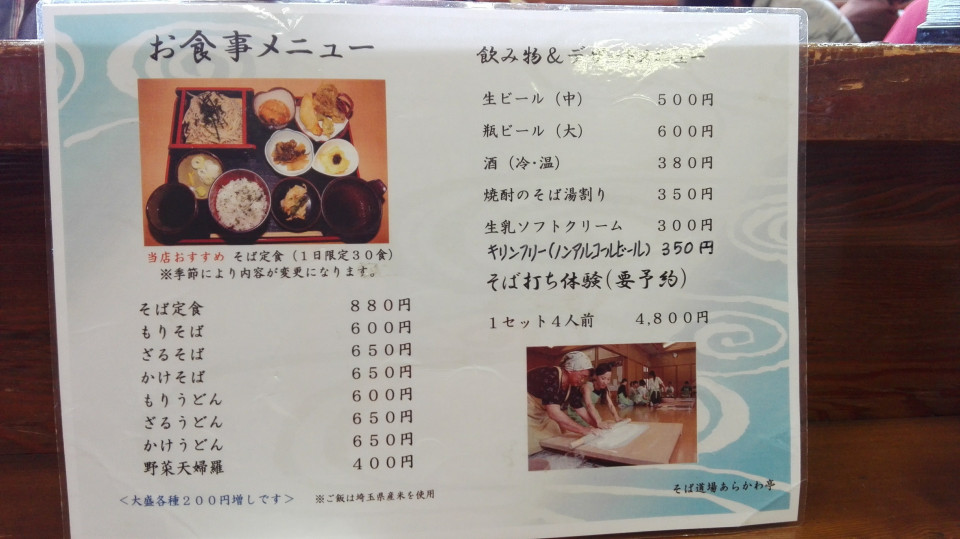 お食事メニュー
当店おすすめ そば定食（1日限定30食）
※季節により内容が変更になります。
そば定食 880円
もりそば 600円
ざるそば 650円
かけそば 650円
もりうどん 600円
ざるうどん 650円
かけうどん 650円
野菜天婦羅 400円
＜大盛各種200円増しです＞ ※ご飯は埼玉県産米を使用
飲み物＆デザートメニュー
生ビール（中） 500円
瓶ビール（大） 600円
酒（冷・温） 380円
焼酎のそば湯割り 350円
生乳ソフトクリーム 300円
キリンフリー(ノンアルコールビール) 350円
そば打ち体験(要予約)
1セット4人前 4,800円
そば道場あらかわ亭